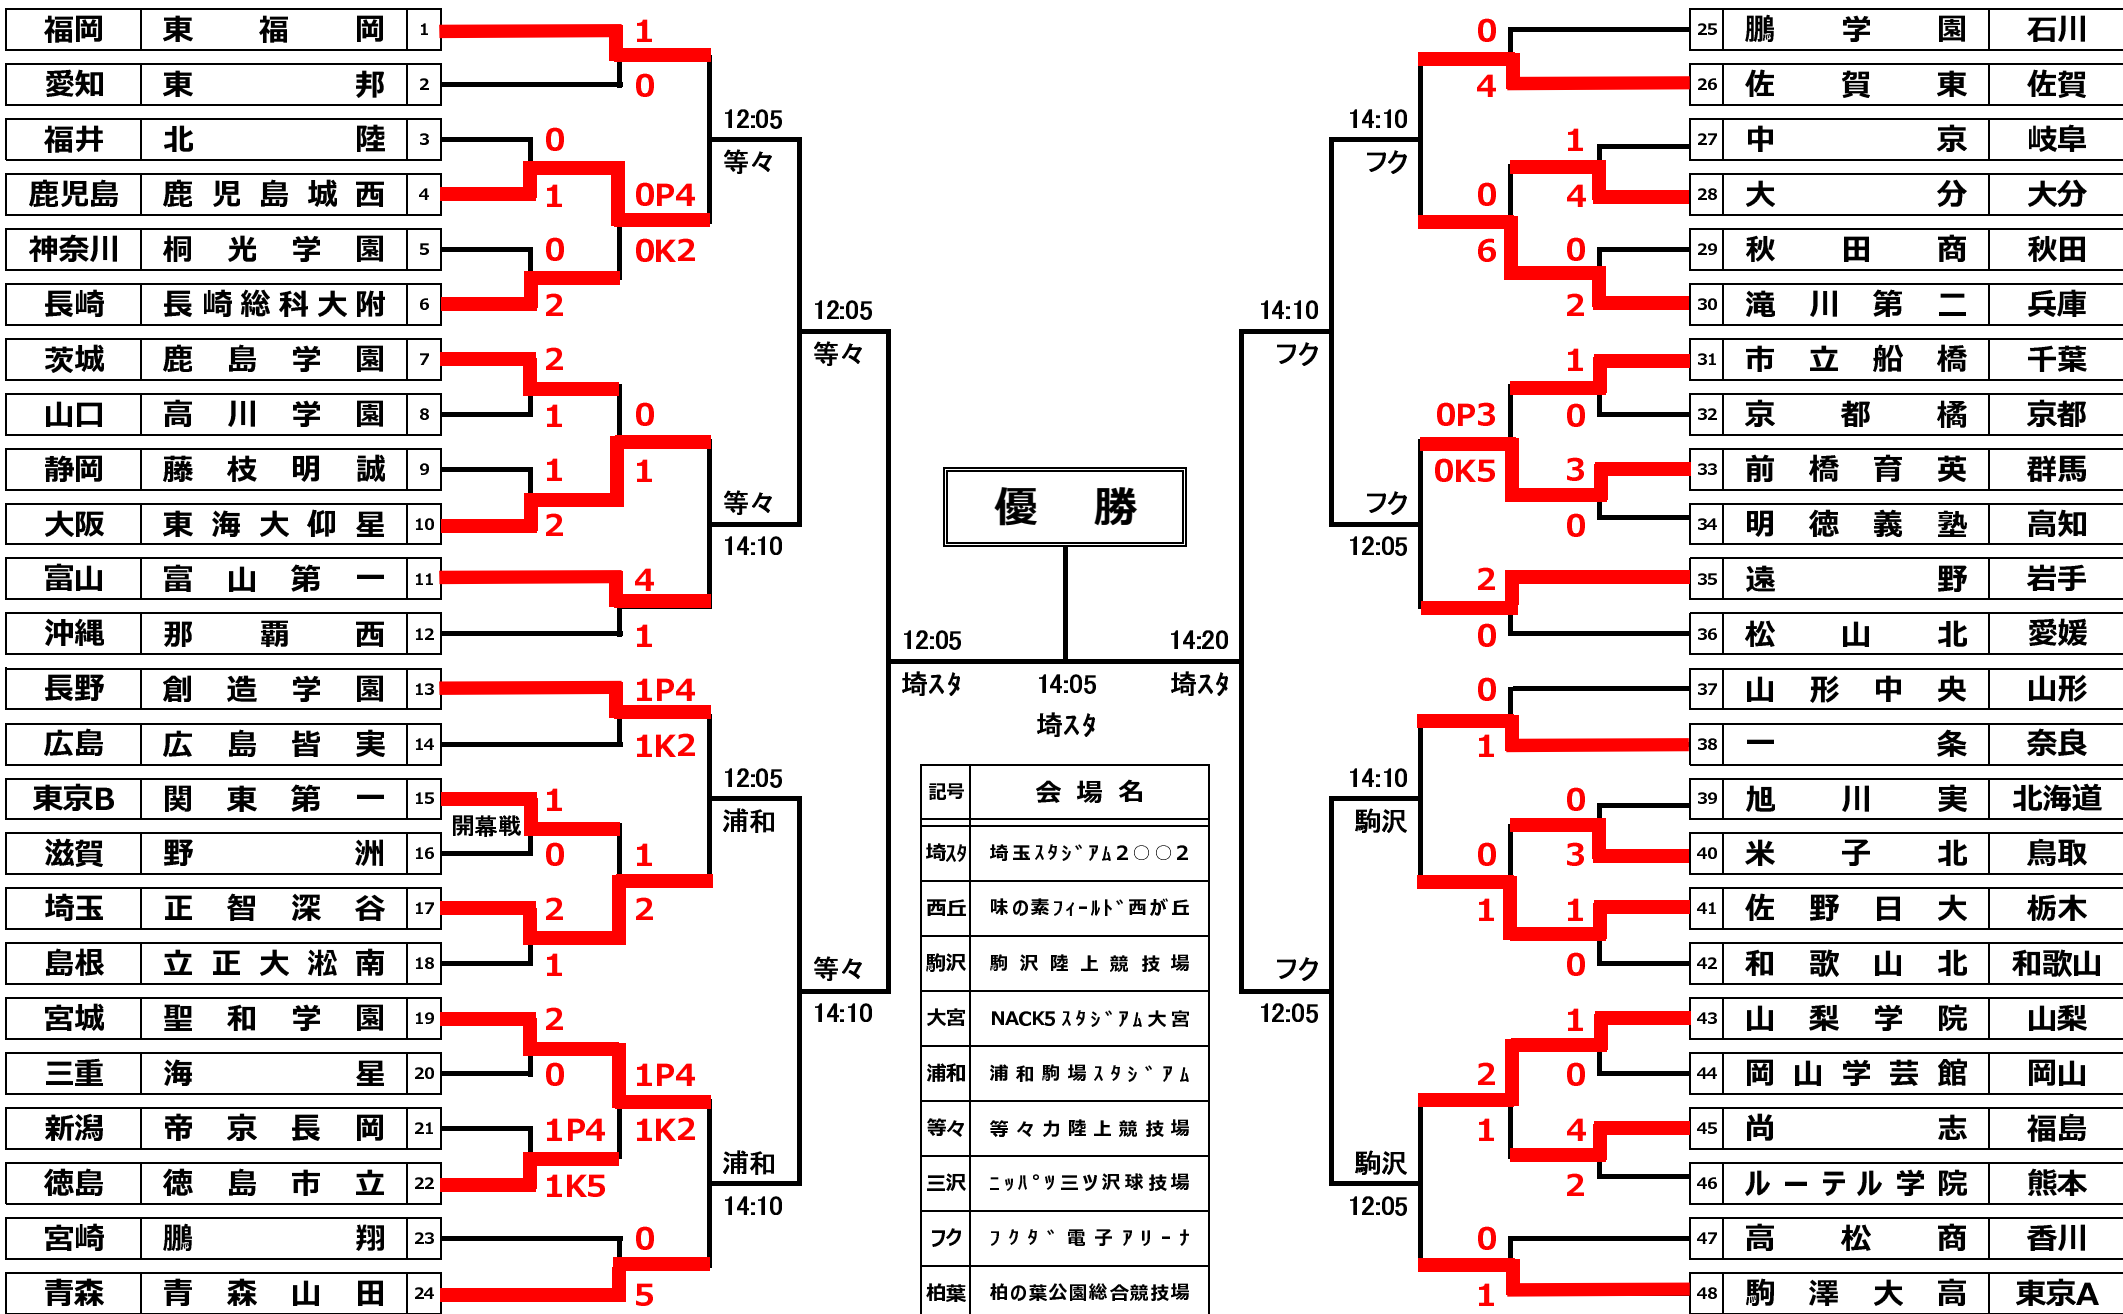 福岡 東福岡 1
愛知 東邦 2
福井 北陸 3
鹿児島 鹿児島城西 4
神奈川 桐光学園 5
長崎 長崎総科大附 6
茨城 鹿島学園 7
山口 高川学園 8
静岡 藤枝明誠 9
大阪 東海大仰星 10
富山 富山第一 11
沖縄 那覇西 12
長野 創造学園 13
広島 広島皆実 14
東京B 関東第一 15
開幕戦
滋賀 野洲 16
埼玉 正智深谷 17
島根 立正大淞南 18
宮城 聖和学園 19
三重 海星 20
新潟 帝京長岡 21
徳島 徳島市立 22
宮崎 鵬翔 23
青森 青森山田 24
0
1
0
2
2
1
1
2
1
0
2
1
2
0
1P4
1K5
1
0
0P4
0K2
0
1
4
1
1P4
1K2
1
2
1P4
1K2
0
5
12:05
等々
等々
14:10
12:05
浦和
浦和
14:10
12:05
等々
等々
14:10
12:05
埼スタ
優勝
14:05
埼スタ
14:20
埼スタ
記号 会場名
埼スタ 埼玉スタジアム2○○2
西丘 味の素フィールド西が丘
駒沢 駒沢陸上競技場
大宮 NACK5スタジアム大宮
浦和 浦和駒場スタジアム
等々 等々力陸上競技場
三沢 ニッパツ三ツ沢球技場
フク フクダ電子アリーナ
柏葉 柏の葉公園総合競技場
14:10
フク
フク
12:05
14:10
フク
フク
12:05
14:10
駒沢
駒沢
12:05
0
4
0
6
0P3
0K5
2
0
0
1
0
1
2
1
0
1
1
4
0
2
1
0
3
0
0
3
1
0
1
0
4
2
25 鵬学園 石川
26 佐賀東 佐賀
27 中京 岐阜
28 大分 大分
29 秋田商 秋田
30 滝川第二 兵庫
31 市立船橋 千葉
32 京都橘 京都
33 前橋育英 群馬
34 明徳義塾 高知
35 遠野 岩手
36 松山北 愛媛
37 山形中央 山形
38 一条 奈良
39 旭川実 北海道
40 米子北 鳥取
41 佐野日大 栃木
42 和歌山北 和歌山
43 山梨学院 山梨
44 岡山学芸館 岡山
45 尚志 福島
46 ルーテル学院 熊本
47 高松商 香川
48 駒澤大高 東京A